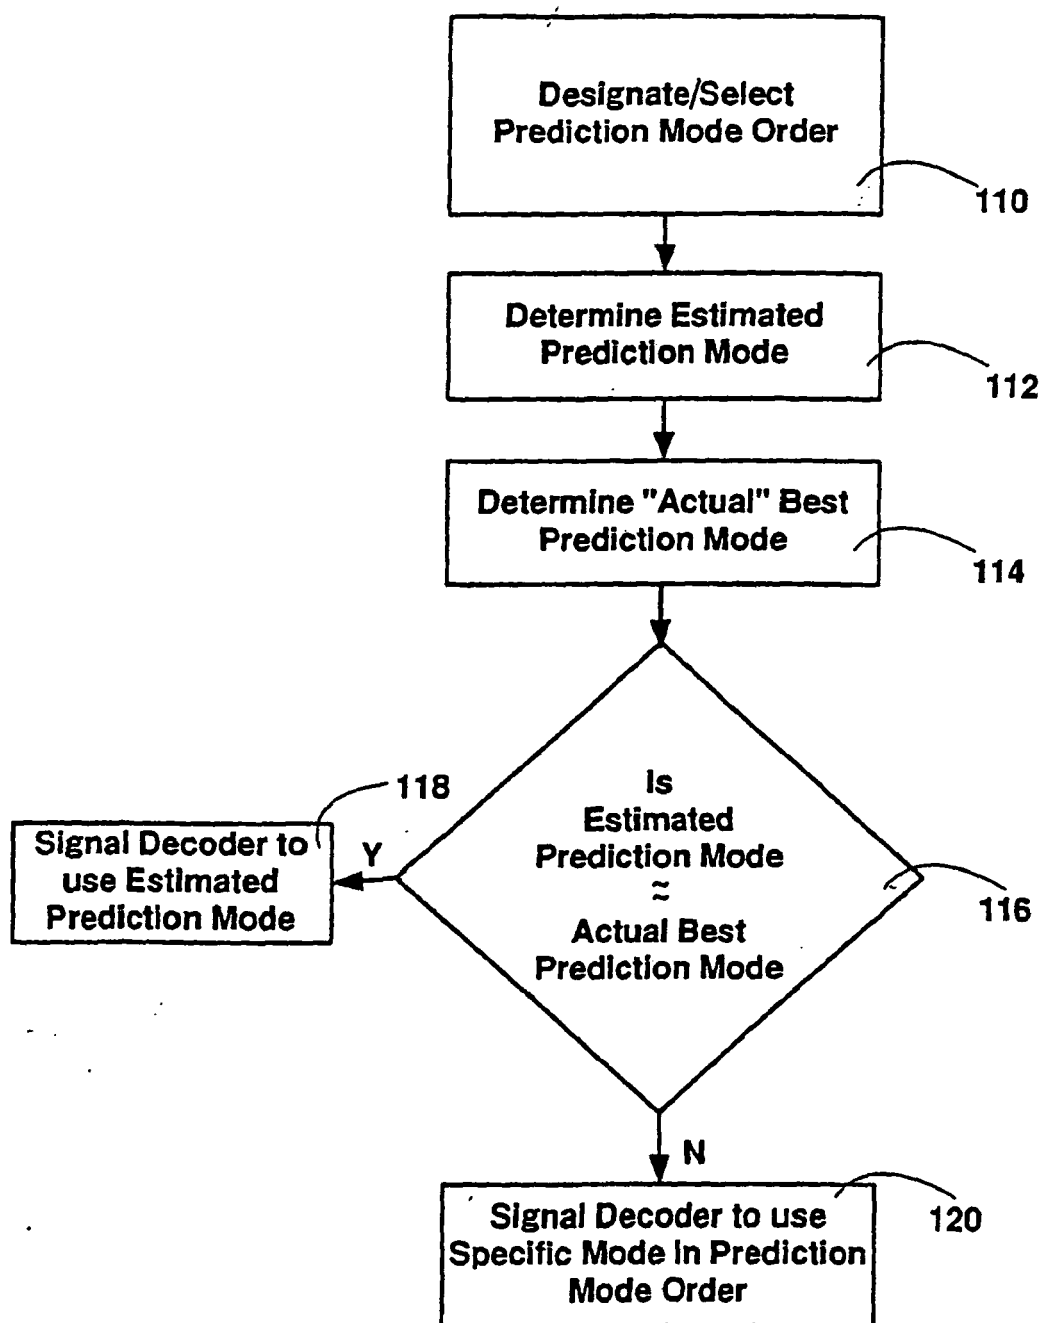 Designate/Select
Prediction Mode Order
110
Determine Estimated
Prediction Mode
112
Determine "Actual" Best
Prediction Mode
114
Is
Estimated
Prediction Mode
≈
Actual Best
Prediction Mode
116
118
Y
Signal Decoder to
use Estimated
Prediction Mode
N
Signal Decoder to use
Specific Mode in Prediction
Mode Order
120